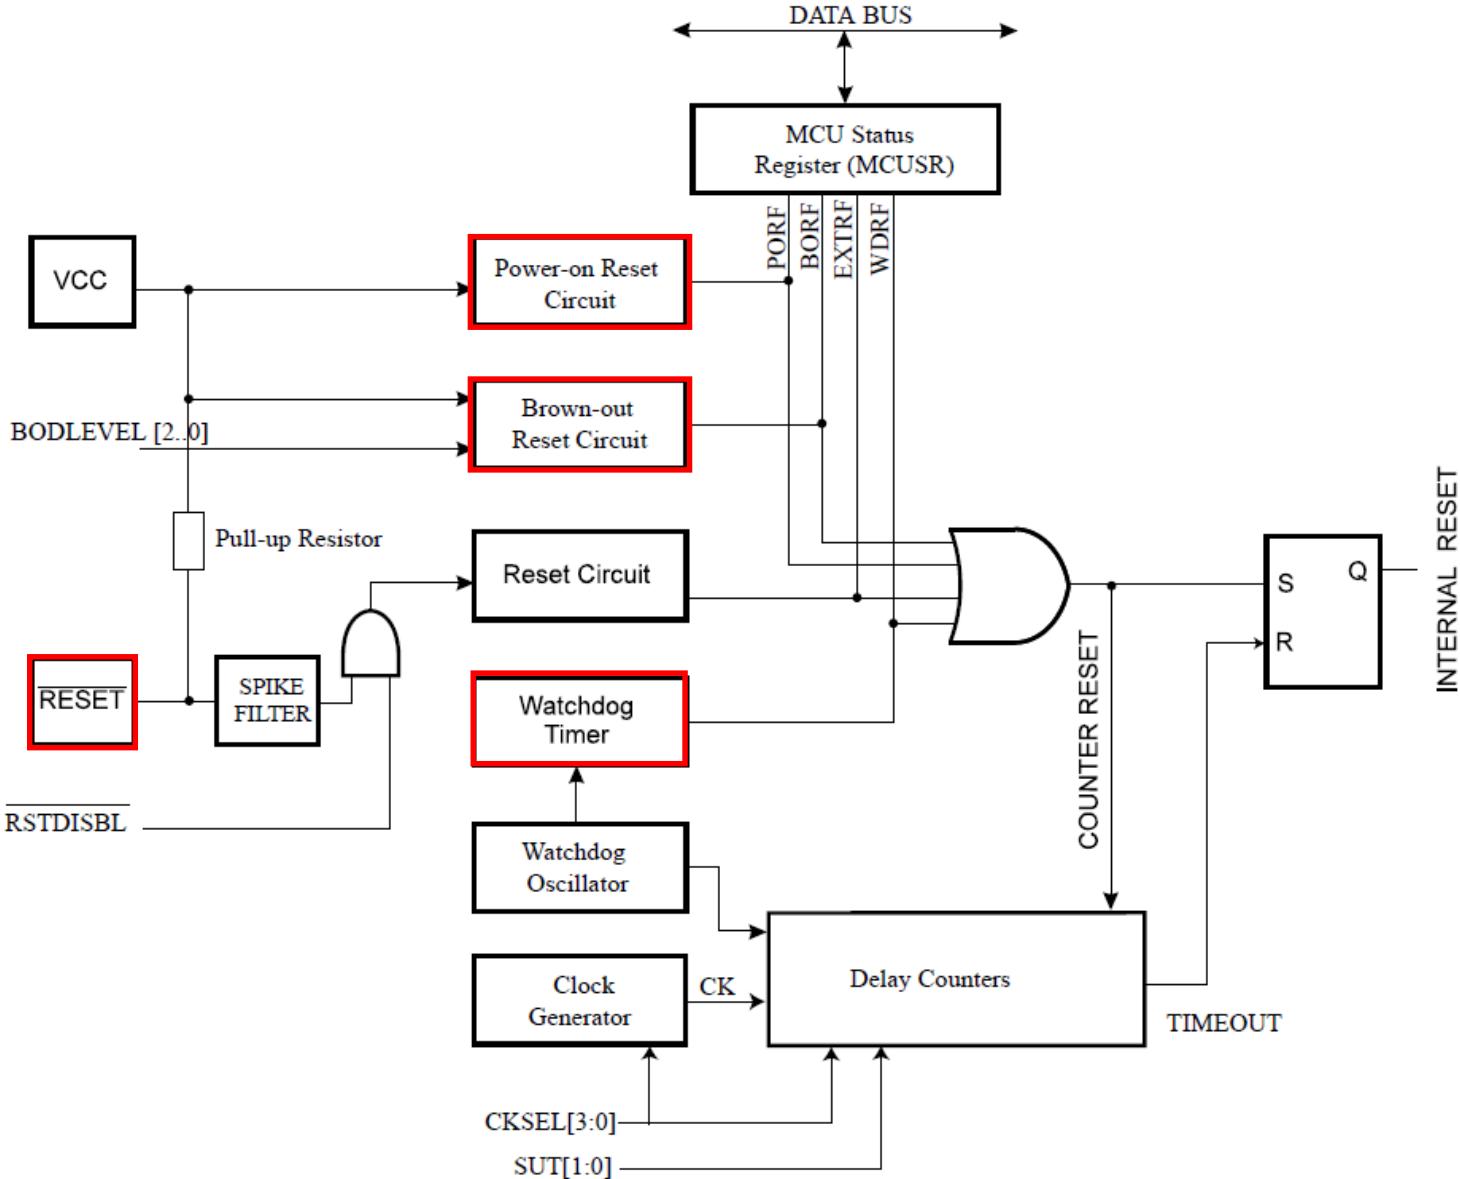 DATA BUS
MCU Status
Register (MCUSR)
PORF
BORF
EXTRF
WDRF
VCC
Power-on Reset
Circuit
Brown-out
Reset Circuit
BODLEVEL [2..0]
Pull-up Resistor
Reset Circuit
S
Q
R
INTERNAL RESET
RESET
SPIKE
FILTER
Watchdog
Timer
COUNTER RESET
RSTDISBL
Watchdog
Oscillator
Clock
Generator
CK
Delay Counters
TIMEOUT
CKSEL[3:0]
SUT[1:0]